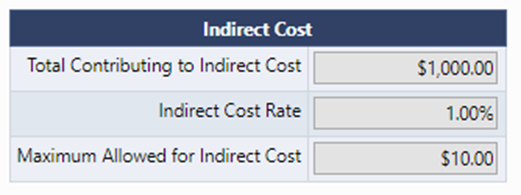 Indirect Cost
Total Contributing to Indirect Cost $1,000.00
Indirect Cost Rate 1.00%
Maximum Allowed for Indirect Cost $10.00